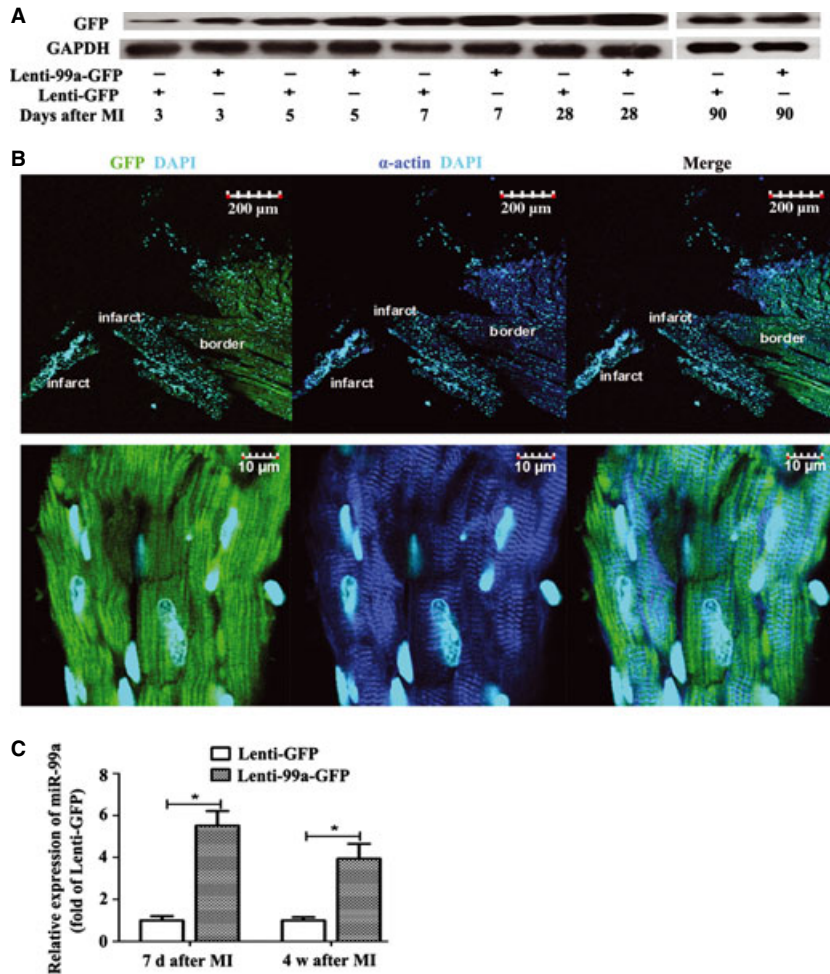 A
GFP
GAPDH
Lenti-99a-GFP – + – + – + – + – +
Lenti-GFP + – + – + – + – + –
Days after MI 3 3 5 5 7 7 28 28 90 90
B
GFP DAPI α-actin DAPI Merge
200 µm 200 µm 200 µm
infarct infarct infarct
border border border
infarct infarct infarct
10 µm 10 µm 10 µm
C
Lenti-GFP
Lenti-99a-GFP
Relative expression of miR-99a
(fold of Lenti-GFP)
8
6
4
2
0
* *
7 d after MI 4 w after MI